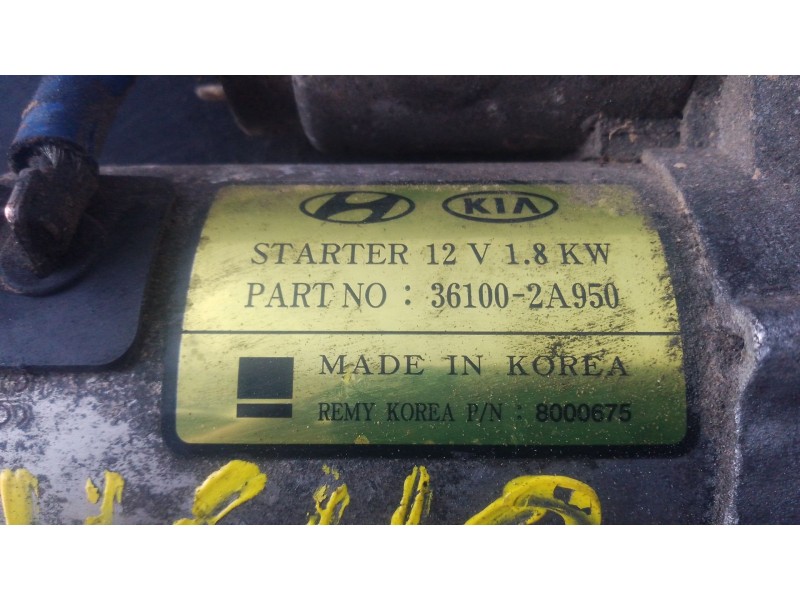 KIA
STARTER 12 V 1.8 KW
PART NO : 36100-2A950
MADE IN KOREA
REMY KOREA P/N : 8000675